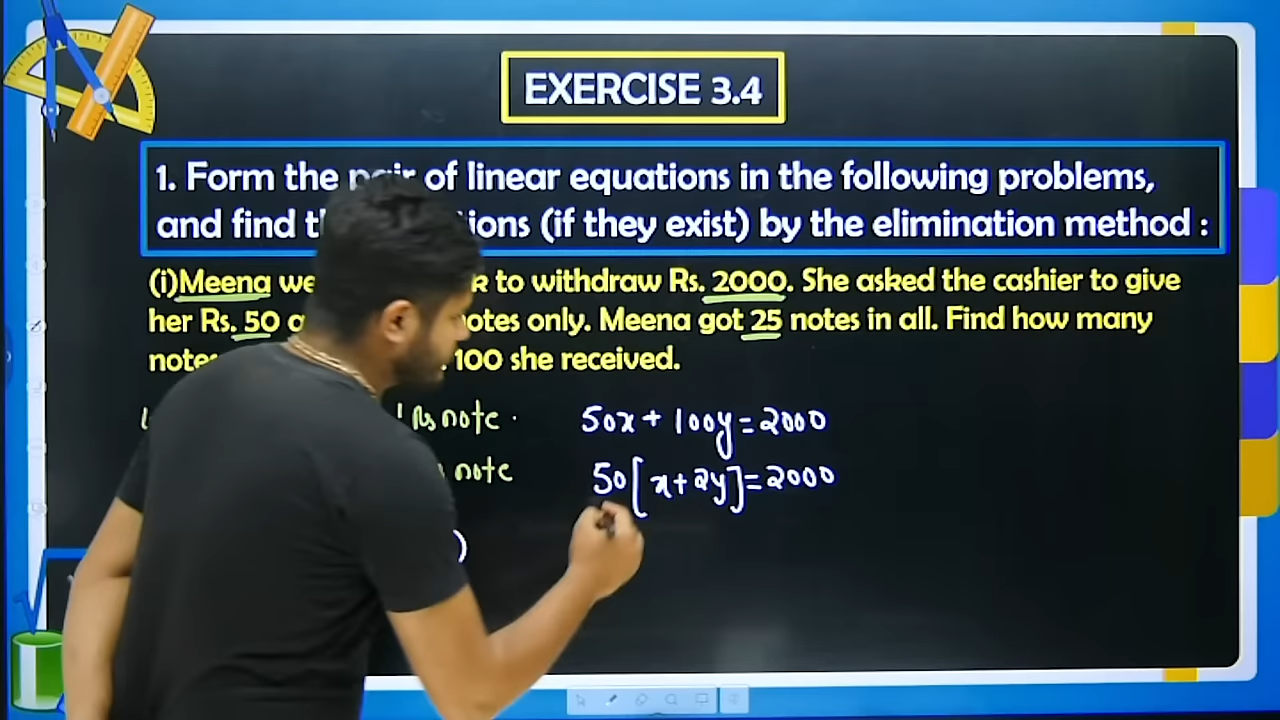 EXERCISE 3.4
1. Form the of linear equations in the following problems,
and find (if they exist) by the elimination method :
(i)Meena to withdraw Rs. 2000. She asked the cashier to give
her Rs. 50 only. Meena got 25 notes in all. Find how many
100 she received.
Rs note .
50x + 100y = 2000
note
50[x+2y]=2000
)